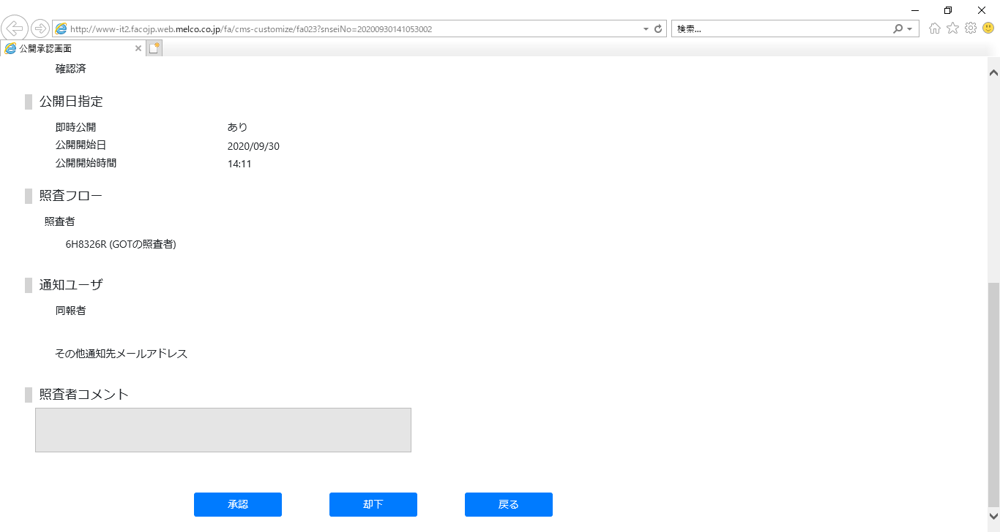 http://www-it2.facojp.web.melco.co.jp/fa/cms-customize/fa023?snseiNo=20200930141053002
検索...
公開承認画面
確認済
公開日指定
即時公開 あり
公開開始日 2020/09/30
公開開始時間 14:11
照査フロー
照査者
6H8326R (GOTの照査者)
通知ユーザ
同報者
その他通知先メールアドレス
照査者コメント
承認 却下 戻る